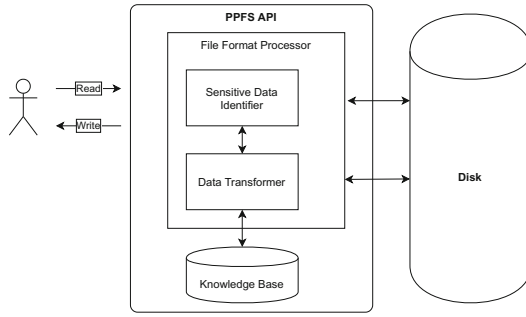 PPFS API
File Format Processor
Read
Write
Sensitive Data
Identifier
Data Transformer
Knowledge Base
Disk